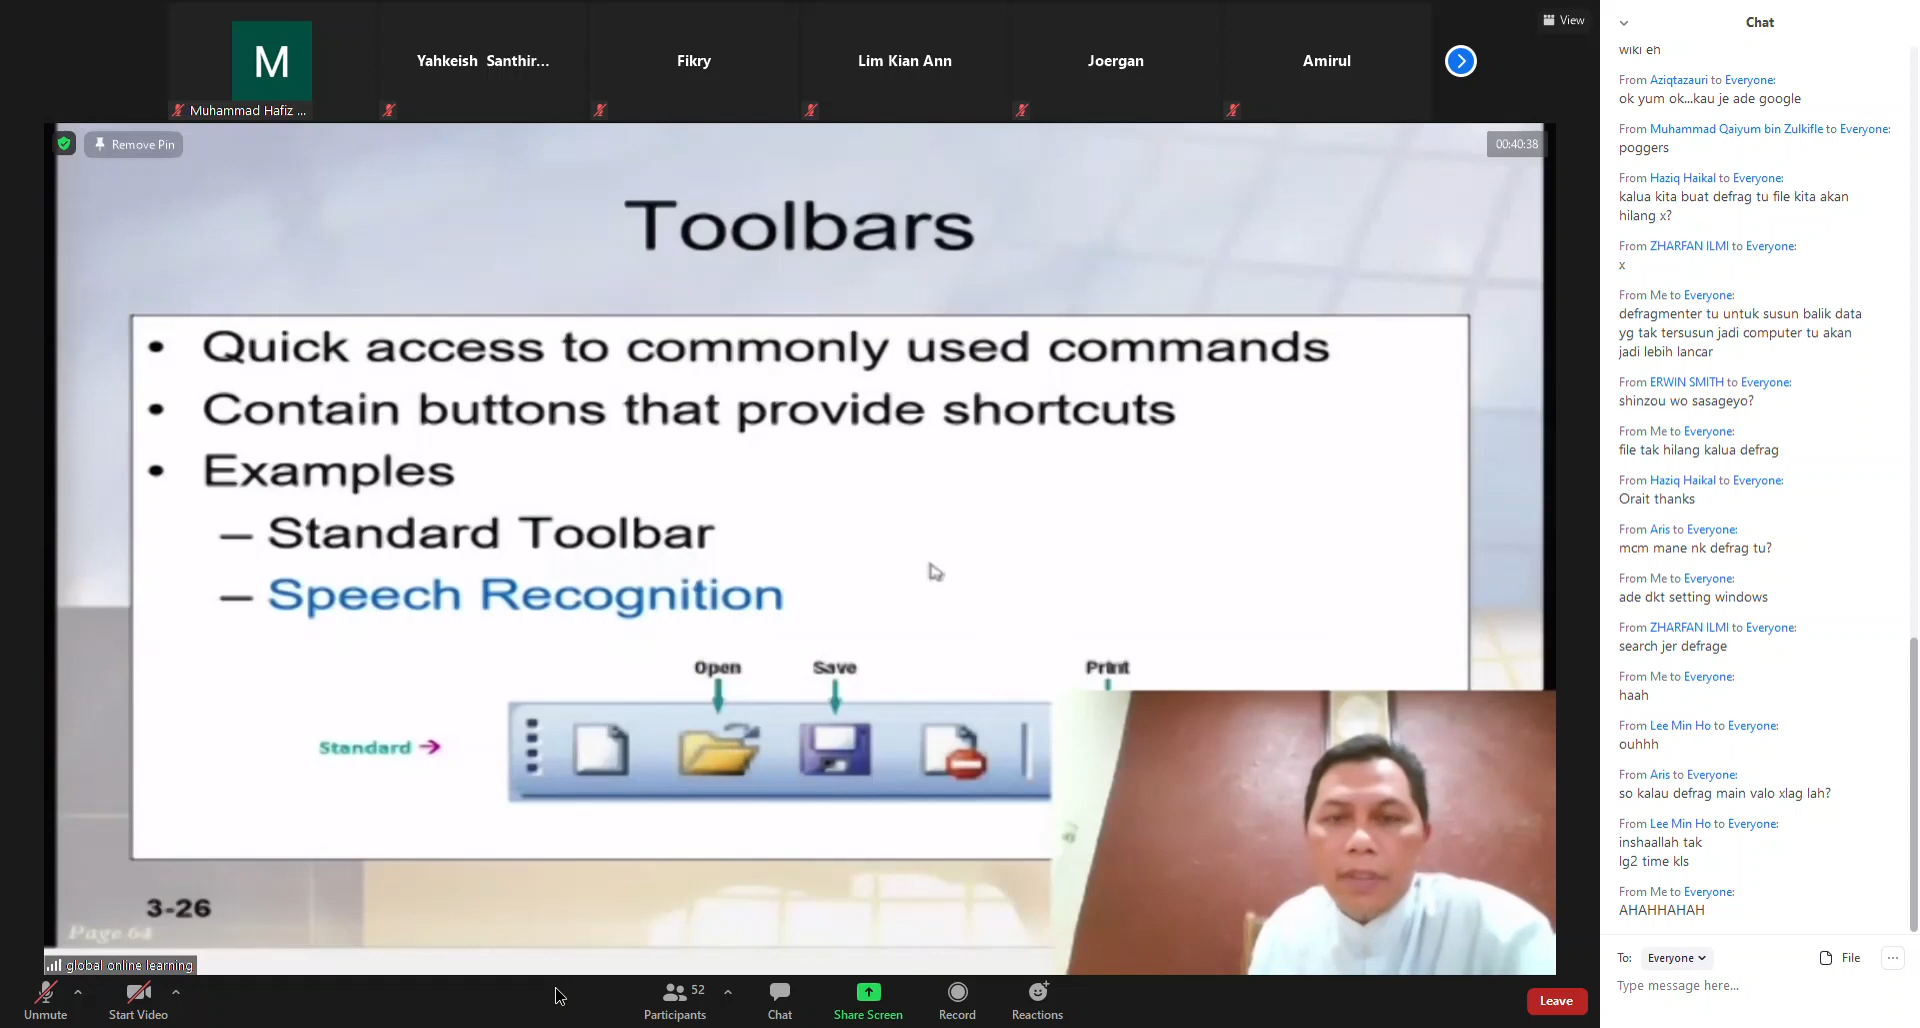 View
M
Muhammad Hafiz ...
Yahkeish Santhir...
Fikry
Lim Kian Ann
Joergan
Amirul
Remove Pin
00:40:38
Toolbars
• Quick access to commonly used commands
• Contain buttons that provide shortcuts
• Examples
– Standard Toolbar
– Speech Recognition
Open
Save
Print
Standard
3-26
Page 64
global online learning
Unmute
Start Video
52
Participants
Chat
Share Screen
Record
Reactions
Leave
Chat
wiki eh
From Aziqtazauri to Everyone:
ok yum ok...kau je ade google
From Muhammad Qaiyum bin Zulkifle to Everyone:
poggers
From Haziq Haikal to Everyone:
kalua kita buat defrag tu file kita akan
hilang x?
From ZHARFAN ILMI to Everyone:
x
From Me to Everyone:
defragmenter tu untuk susun balik data
yg tak tersusun jadi computer tu akan
jadi lebih lancar
From ERWIN SMITH to Everyone:
shinzou wo sasageyo?
From Me to Everyone:
file tak hilang kalua defrag
From Haziq Haikal to Everyone:
Orait thanks
From Aris to Everyone:
mcm mane nk defrag tu?
From Me to Everyone:
ade dkt setting windows
From ZHARFAN ILMI to Everyone:
search jer defrage
From Me to Everyone:
haah
From Lee Min Ho to Everyone:
ouhhh
From Aris to Everyone:
so kalau defrag main valo xlag lah?
From Lee Min Ho to Everyone:
inshaallah tak
lg2 time kls
From Me to Everyone:
AHAHHAHAH
To: Everyone
File
...
Type message here...